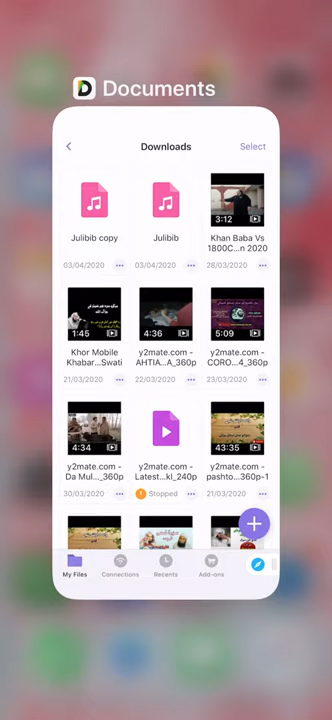 Documents
Downloads
Select
Julibib copy
03/04/2020
Julibib
03/04/2020
3:12
Khan Baba Vs
1800C...n 2020
28/03/2020
1:45
Khor Mobile
Khabar...Swati
21/03/2020
4:36
y2mate.com -
AHTIA...A_360p
22/03/2020
5:09
y2mate.com -
CORO...4_360p
23/03/2020
4:34
y2mate.com -
Da Mul..._360p
30/03/2020
y2mate.com -
Latest...kl_240p
Stopped
43:35
y2mate.com -
pashto...360p-1
21/03/2020
My Files
Connections
Recents
Add-ons